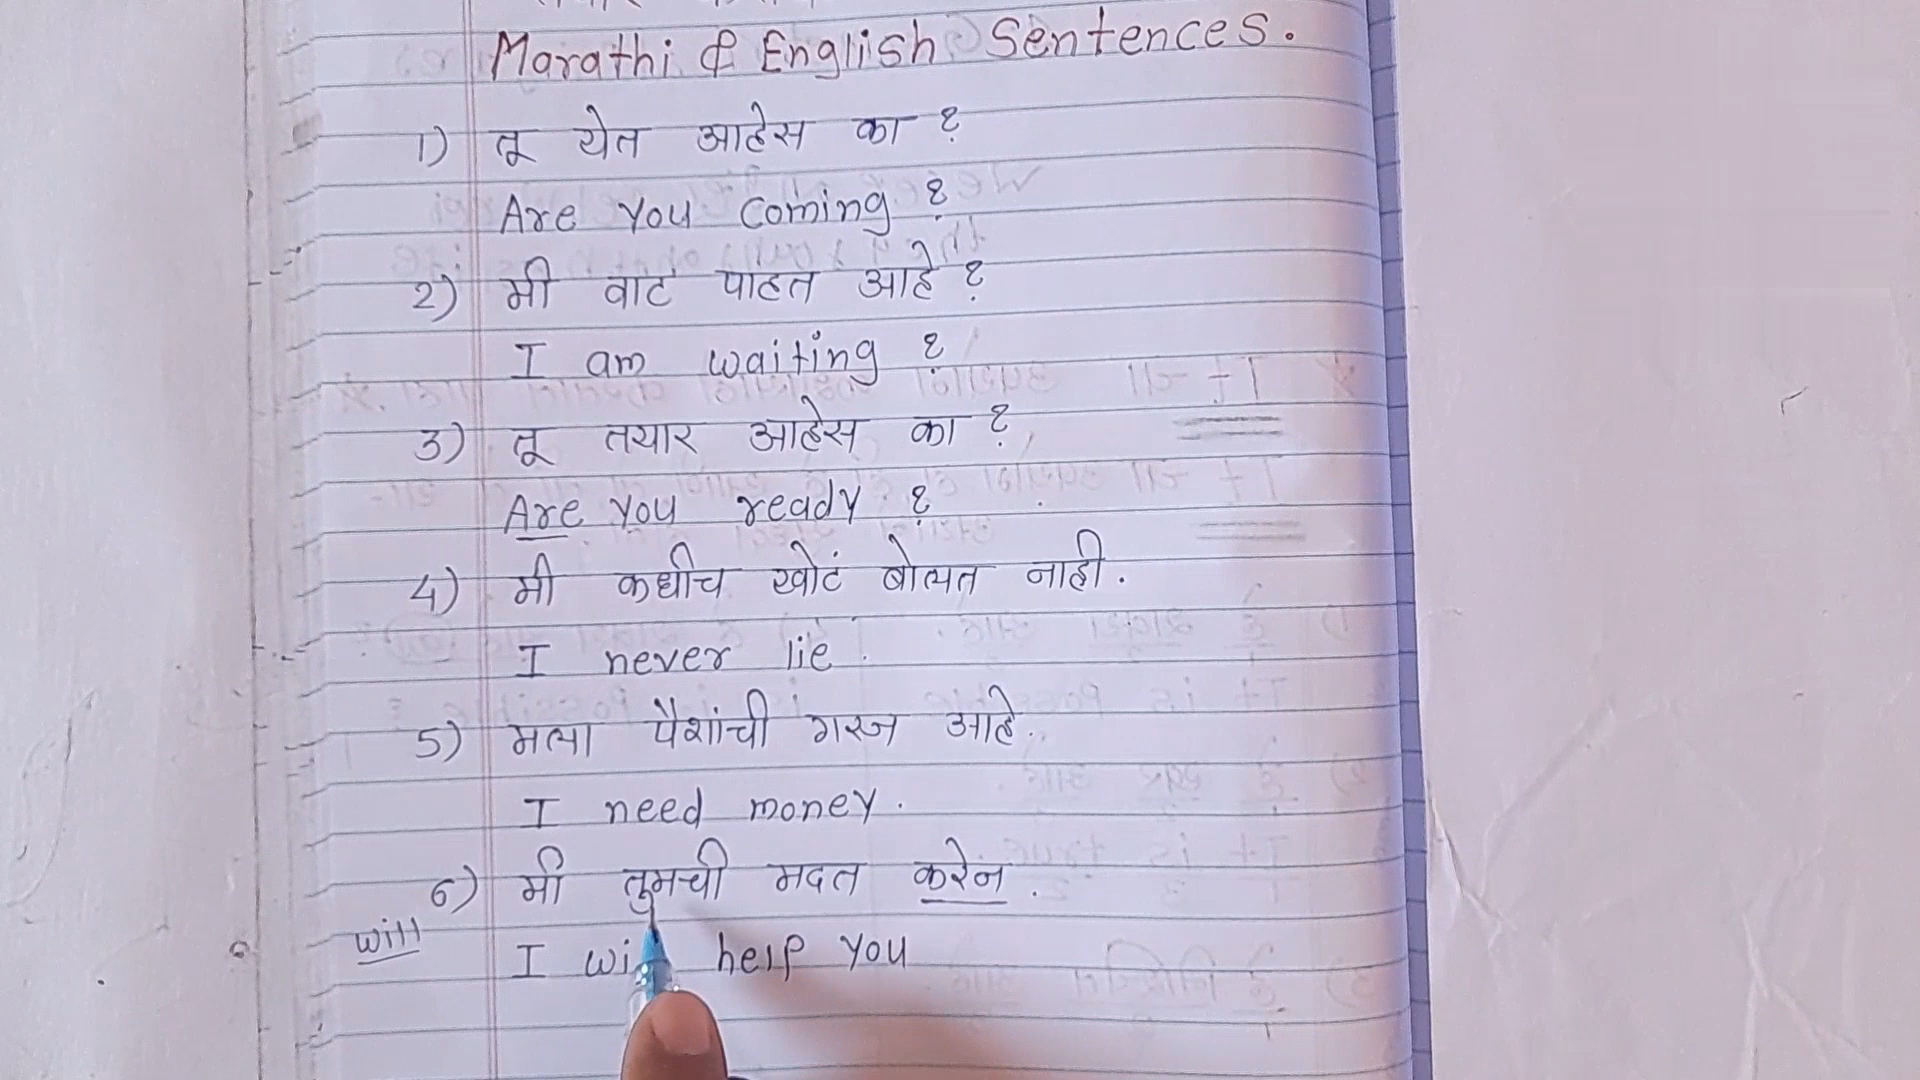 Marathi & English Sentences.
1) तू येत आहेस का ?
Are you coming ?
2) मी वाट पाहत आहे ?
I am waiting ?
3) तू तयार आहेस का ?
Are you ready ?
4) मी कधीच खोटं बोलत नाही.
I never lie.
5) मला पैशांची गरज आहे.
I need money.
6) मी तुमची मदत करेन.
will
I help you